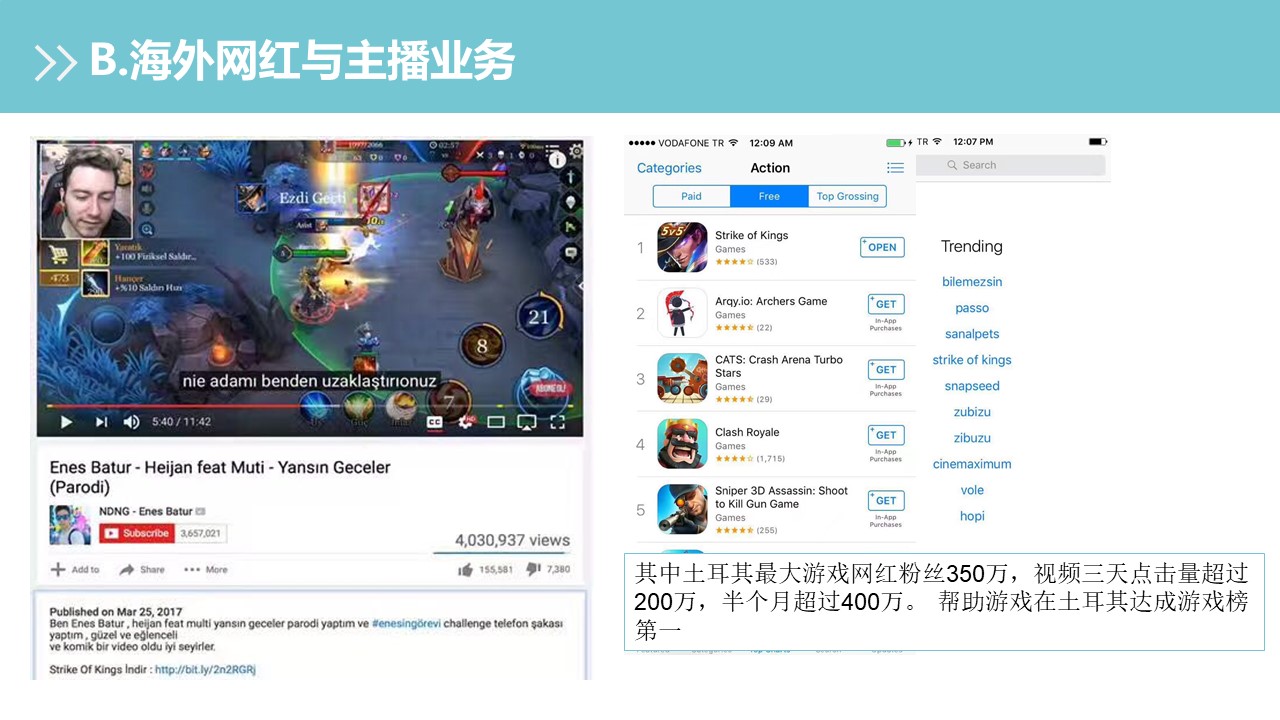 B.海外网红与主播业务
02:57
Ezdi Geçti
Yaratık
+100 Fiziksel Saldır...
473
Hançer
+%10 Saldırı Hızı
21
8
7
nie adamı benden uzaklaştırıonuz
ABONE OL!
5:40 / 11:42
CC
HD
Enes Batur - Heijan feat Muti - Yansın Geceler
(Parodi)
NDNG - Enes Batur
Subscribe 3,657,021
4,030,937 views
Add to Share More 155,581 7,380
Published on Mar 25, 2017
Ben Enes Batur , heijan feat multi yansın geceler parodi yaptım ve #enesingörevi challenge telefon şakası
yaptım , güzel ve eğlenceli
ve komik bir video oldu iyi seyirler.
Strike Of Kings İndir : http://bit.ly/2n2RGRj
VODAFONE TR 12:09 AM
Categories Action
Paid Free Top Grossing
1
5v5
Strike of Kings
Games
(533)
OPEN
2
Arqy.io: Archers Game
Games
(22)
GET
In-App
Purchases
3
CATS: Crash Arena Turbo
Stars
Games
(29)
GET
In-App
Purchases
4
Clash Royale
Games
(1,715)
GET
In-App
Purchases
5
Sniper 3D Assassin: Shoot
to Kill Gun Game
Games
(255)
GET
In-App
Purchases
TR 12:07 PM
Search
Trending
bilemezsin
passo
sanalpets
strike of kings
snapseed
zubizu
zibuzu
cinemaximum
vole
hopi
其中土耳其最大游戏网红粉丝350万，视频三天点击量超过
200万，半个月超过400万。 帮助游戏在土耳其达成游戏榜
第一